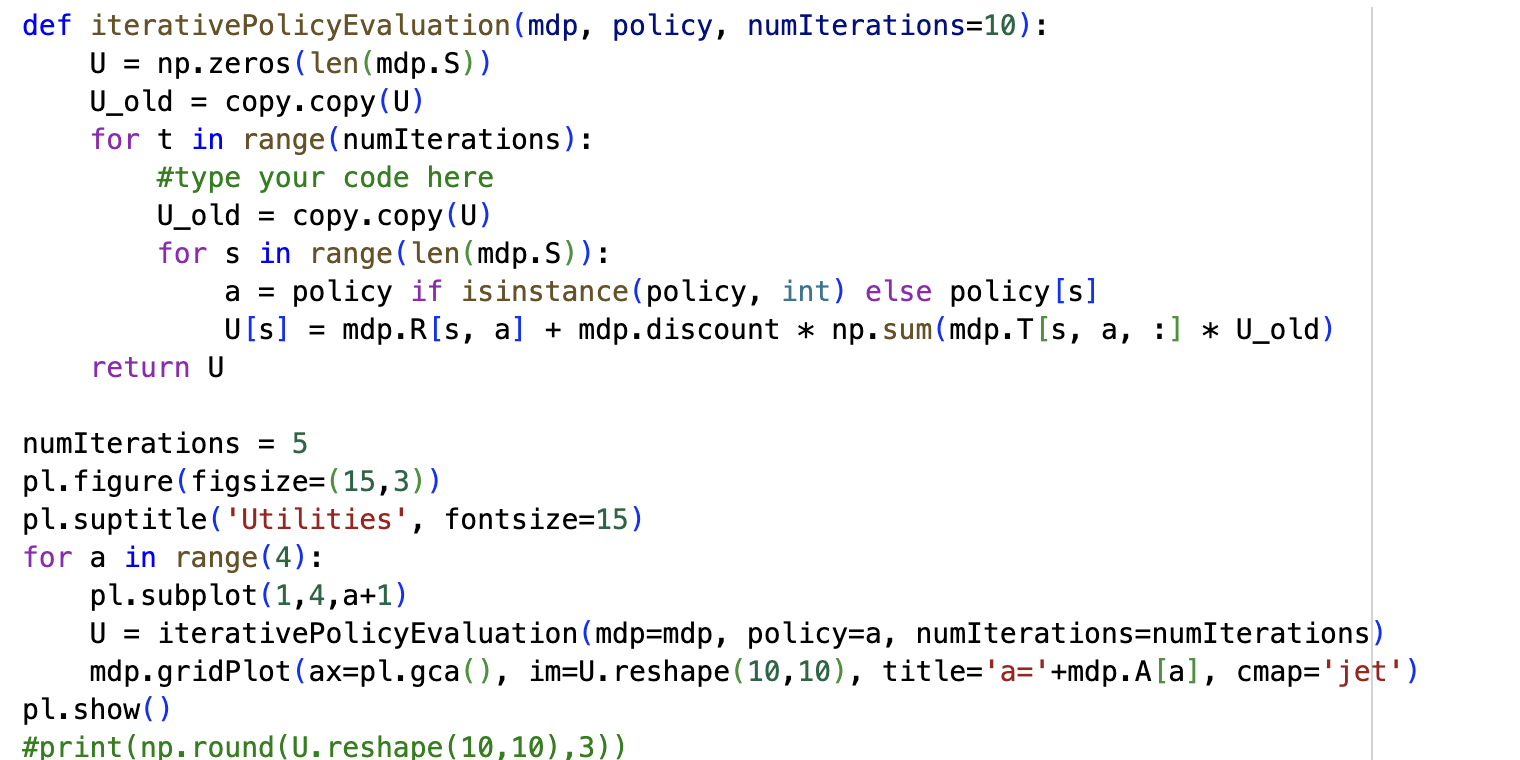 def iterativePolicyEvaluation(mdp, policy, numIterations=10):
    U = np.zeros(len(mdp.S))
    U_old = copy.copy(U)
    for t in range(numIterations):
        #type your code here
        U_old = copy.copy(U)
        for s in range(len(mdp.S)):
            a = policy if isinstance(policy, int) else policy[s]
            U[s] = mdp.R[s, a] + mdp.discount * np.sum(mdp.T[s, a, :] * U_old)
    return U

numIterations = 5
pl.figure(figsize=(15,3))
pl.suptitle('Utilities', fontsize=15)
for a in range(4):
    pl.subplot(1,4,a+1)
    U = iterativePolicyEvaluation(mdp=mdp, policy=a, numIterations=numIterations)
    mdp.gridPlot(ax=pl.gca(), im=U.reshape(10,10), title='a='+mdp.A[a], cmap='jet')
pl.show()
#print(np.round(U.reshape(10,10),3))